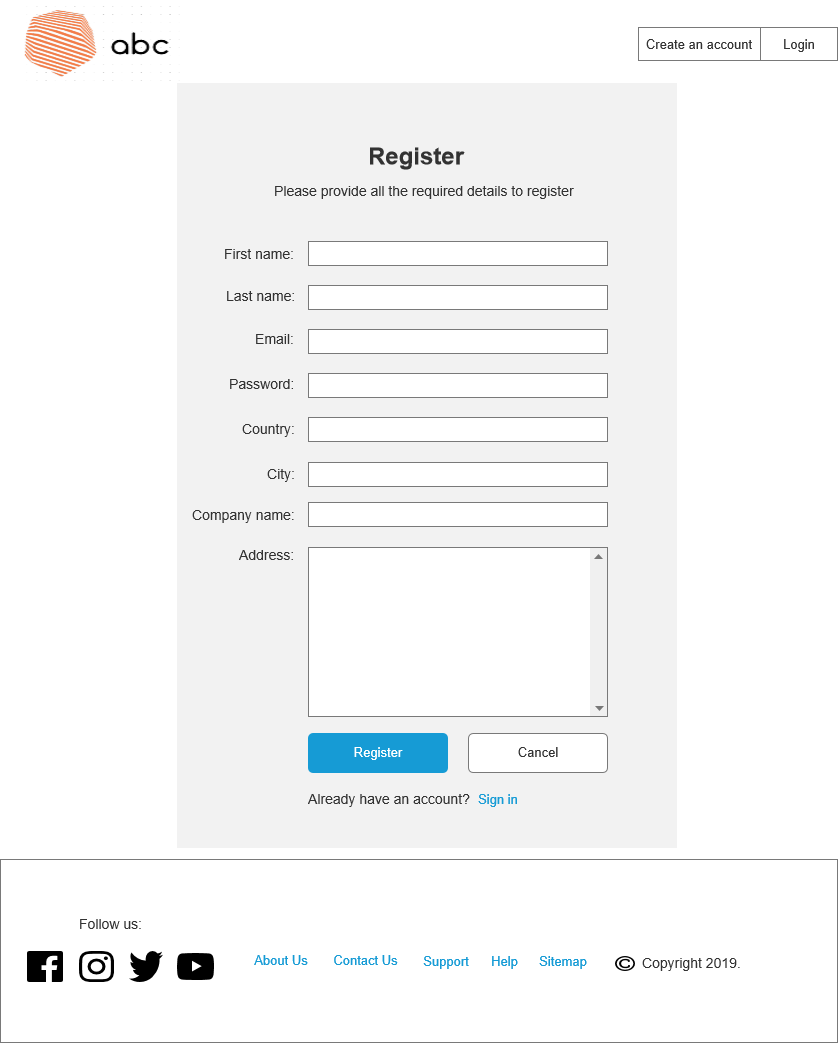 abc
Create an account
Login
Register
Please provide all the required details to register
First name:
Last name:
Email:
Password:
Country:
City:
Company name:
Address:
Register
Cancel
Already have an account? Sign in
Follow us:
About Us
Contact Us
Support
Help
Sitemap
© Copyright 2019.